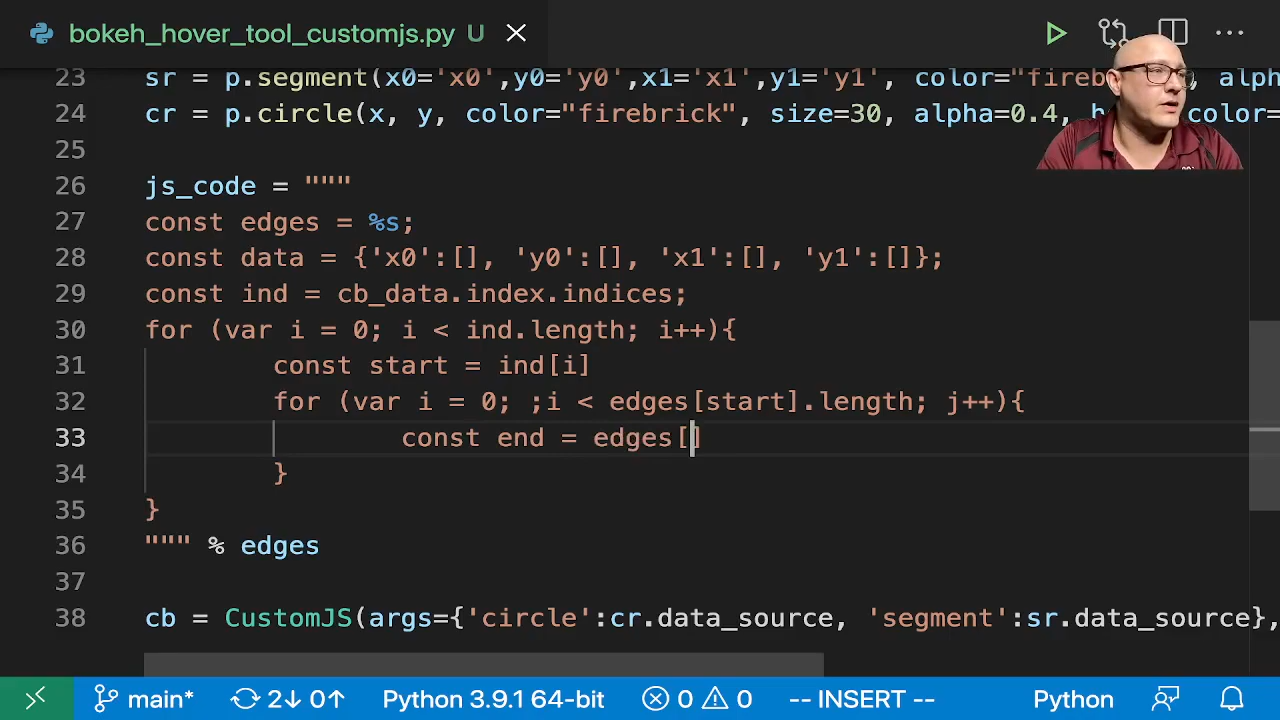 bokeh_hover_tool_customjs.py U
23 sr = p.segment(x0='x0',y0='y0',x1='x1',y1='y1', color="fireb alpha
24 cr = p.circle(x, y, color="firebrick", size=30, alpha=0.4, h color=
25
26 js_code = """
27 const edges = %s;
28 const data = {'x0':[], 'y0':[], 'x1':[], 'y1':[]};
29 const ind = cb_data.index.indices;
30 for (var i = 0; i < ind.length; i++){
31 const start = ind[i]
32 for (var i = 0; ;i < edges[start].length; j++){
33 const end = edges[]
34 }
35 }
36 """ % edges
37
38 cb = CustomJS(args={'circle':cr.data_source, 'segment':sr.data_source},
main* 2↓ 0↑ Python 3.9.1 64-bit 0 0 -- INSERT -- Python